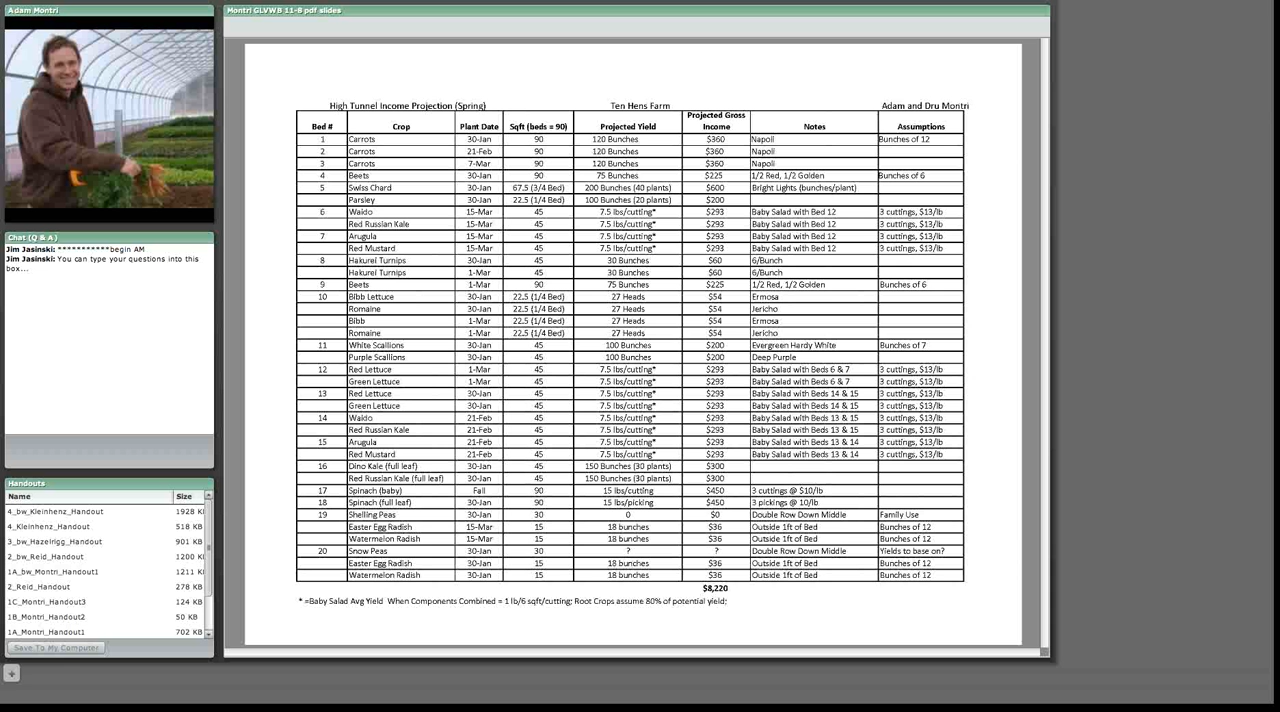 Adam Montri
Montri GLVWB 11-8 pdf slides
High Tunnel Income Projection (Spring) Ten Hens Farm Adam and Dru Montri
Bed # Crop Plant Date Sqft (beds = 90) Projected Yield Projected Gross Income Notes Assumptions
1 Carrots 30-Jan 90 120 Bunches $360 Napoli Bunches of 12
2 Carrots 21-Feb 90 120 Bunches $360 Napoli
3 Carrots 7-Mar 90 120 Bunches $360 Napoli
4 Beets 30-Jan 90 75 Bunches $225 1/2 Red, 1/2 Golden Bunches of 6
5 Swiss Chard 30-Jan 67.5 (3/4 Bed) 200 Bunches (40 plants) $600 Bright Lights (bunches/plant)
Parsley 30-Jan 22.5 (1/4 Bed) 100 Bunches (20 plants) $200
6 Waldo 15-Mar 45 7.5 lbs/cutting* $293 Baby Salad with Bed 12 3 cuttings, $13/lb
Red Russian Kale 15-Mar 45 7.5 lbs/cutting* $293 Baby Salad with Bed 12 3 cuttings, $13/lb
7 Arugula 15-Mar 45 7.5 lbs/cutting* $293 Baby Salad with Bed 12 3 cuttings, $13/lb
Red Mustard 15-Mar 45 7.5 lbs/cutting* $293 Baby Salad with Bed 12 3 cuttings, $13/lb
8 Hakurei Turnips 30-Jan 45 30 Bunches $60 6/Bunch
Hakurei Turnips 1-Mar 45 30 Bunches $60 6/Bunch
9 Beets 1-Mar 90 75 Bunches $225 1/2 Red, 1/2 Golden Bunches of 6
10 Bibb Lettuce 30-Jan 22.5 (1/4 Bed) 27 Heads $54 Ermosa
Romaine 30-Jan 22.5 (1/4 Bed) 27 Heads $54 Jericho
Bibb 1-Mar 22.5 (1/4 Bed) 27 Heads $54 Ermosa
Romaine 1-Mar 22.5 (1/4 Bed) 27 Heads $54 Jericho
11 White Scallions 30-Jan 45 100 Bunches $200 Evergreen Hardy White Bunches of 7
Purple Scallions 30-Jan 45 100 Bunches $200 Deep Purple
12 Red Lettuce 1-Mar 45 7.5 lbs/cutting* $293 Baby Salad with Beds 6 & 7 3 cuttings, $13/lb
Green Lettuce 1-Mar 45 7.5 lbs/cutting* $293 Baby Salad with Beds 6 & 7 3 cuttings, $13/lb
13 Red Lettuce 30-Jan 45 7.5 lbs/cutting* $293 Baby Salad with Beds 14 & 15 3 cuttings, $13/lb
Green Lettuce 30-Jan 45 7.5 lbs/cutting* $293 Baby Salad with Beds 14 & 15 3 cuttings, $13/lb
14 Waldo 21-Feb 45 7.5 lbs/cutting* $293 Baby Salad with Beds 13 & 15 3 cuttings, $13/lb
Red Russian Kale 21-Feb 45 7.5 lbs/cutting* $293 Baby Salad with Beds 13 & 15 3 cuttings, $13/lb
15 Arugula 21-Feb 45 7.5 lbs/cutting* $293 Baby Salad with Beds 13 & 14 3 cuttings, $13/lb
Red Mustard 21-Feb 45 7.5 lbs/cutting* $293 Baby Salad with Beds 13 & 14 3 cuttings, $13/lb
16 Dino Kale (full leaf) 30-Jan 45 150 Bunches (30 plants) $300
Red Russian Kale (full leaf) 30-Jan 45 150 Bunches (30 plants) $300
17 Spinach (baby) Fall 90 15 lbs/cutting $450 3 cuttings @ $10/lb
18 Spinach (full leaf) 30-Jan 90 15 lbs/picking $450 3 pickings @ 10/lb
19 Shelling Peas 30-Jan 30 0 $0 Double Row Down Middle Family Use
Easter Egg Radish 15-Mar 15 18 bunches $36 Outside 1ft of Bed Bunches of 12
Watermelon Radish 15-Mar 15 18 bunches $36 Outside 1ft of Bed Bunches of 12
20 Snow Peas 30-Jan 30 ? ? Double Row Down Middle Yields to base on?
Easter Egg Radish 30-Jan 15 18 bunches $36 Outside 1ft of Bed Bunches of 12
Watermelon Radish 30-Jan 15 18 bunches $36 Outside 1ft of Bed Bunches of 12
$8,220
* =Baby Salad Avg Yield When Components Combined = 1 lb/6 sqft/cutting; Root Crops assume 80% of potential yield;
Chat (Q & A)
Jim Jasinski: ***********begin AM
Jim Jasinski: You can type your questions into this
box...
Handouts
Name Size
4_bw_Kleinhenz_Handout 1928 KB
4_Kleinhenz_Handout 518 KB
3_bw_Hazelrigg_Handout 901 KB
2_bw_Reid_Handout 1200 K
1A_bw_Montri_Handout1 1211 K
2_Reid_Handout 278 KB
1C_Montri_Handout3 124 KB
1B_Montri_Handout2 50 KB
1A_Montri_Handout1 702 KB
Save To My Computer